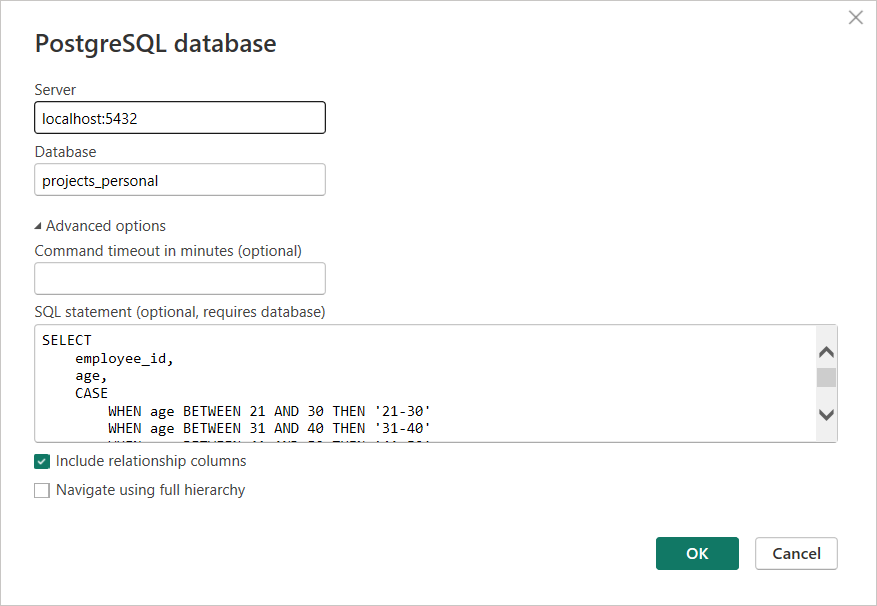 PostgreSQL database
Server
localhost:5432
Database
projects_personal
Advanced options
Command timeout in minutes (optional)
SQL statement (optional, requires database)
SELECT
    employee_id,
    age,
    CASE
        WHEN age BETWEEN 21 AND 30 THEN '21-30'
        WHEN age BETWEEN 31 AND 40 THEN '31-40'
Include relationship columns
Navigate using full hierarchy
OK
Cancel